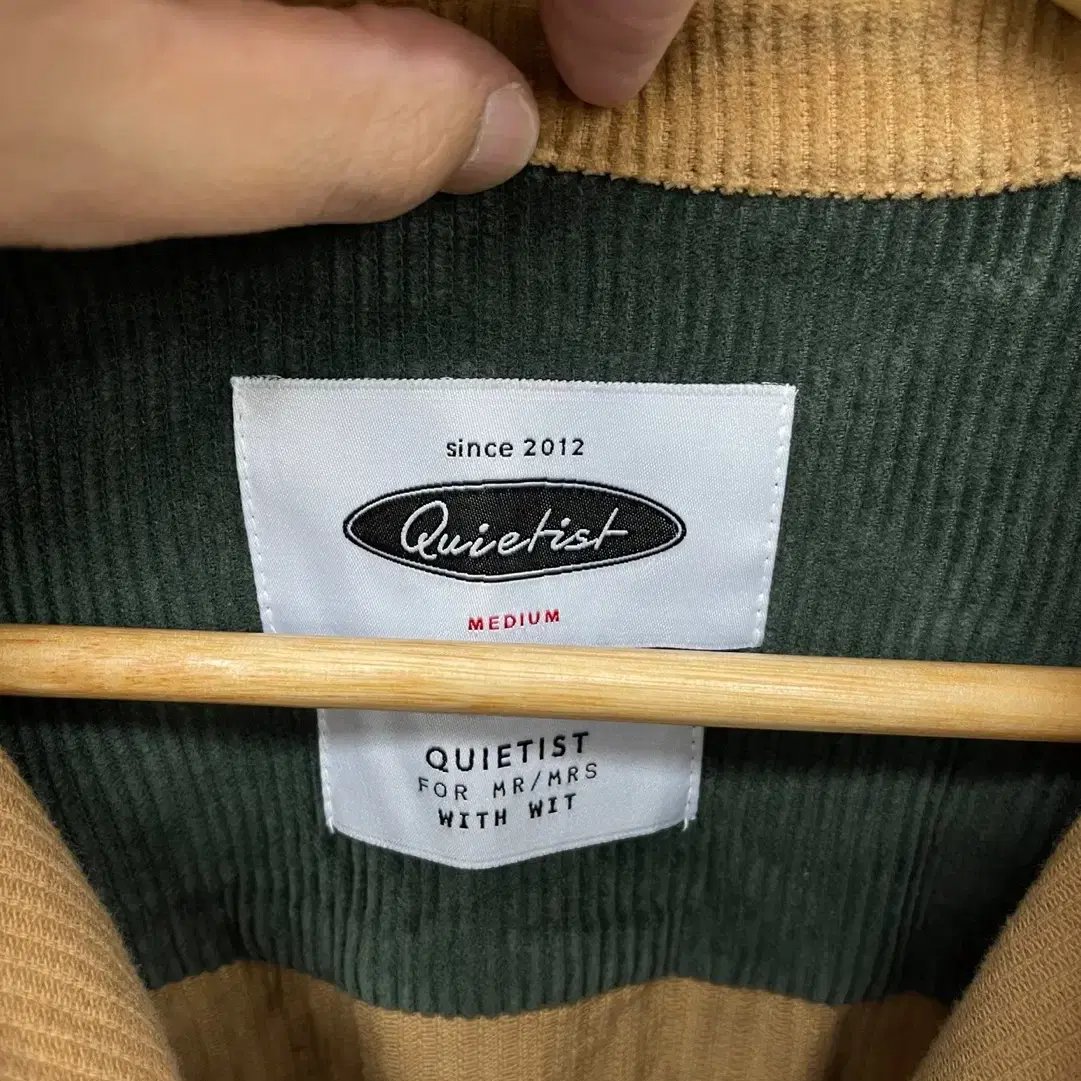 since 2012
Quietist
MEDIUM
QUIETIST
FOR MR/MRS
WITH WIT